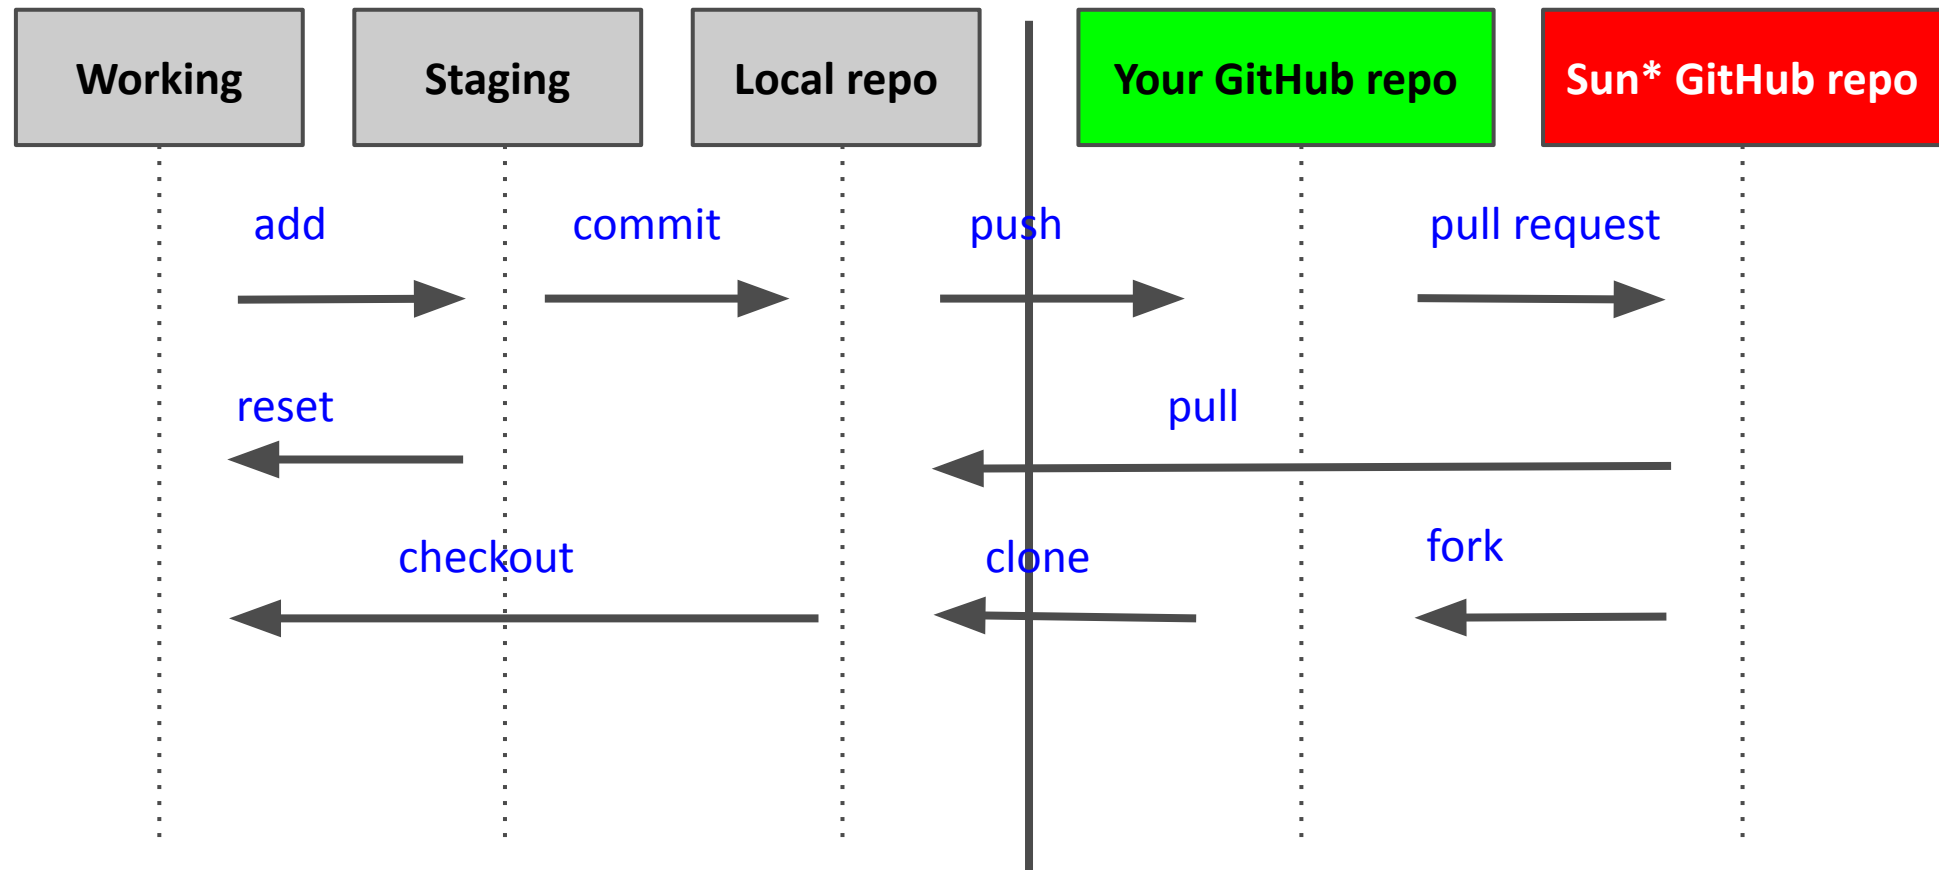 Working
Staging
Local repo
Your GitHub repo
Sun* GitHub repo
add
commit
push
pull request
reset
pull
checkout
clone
fork